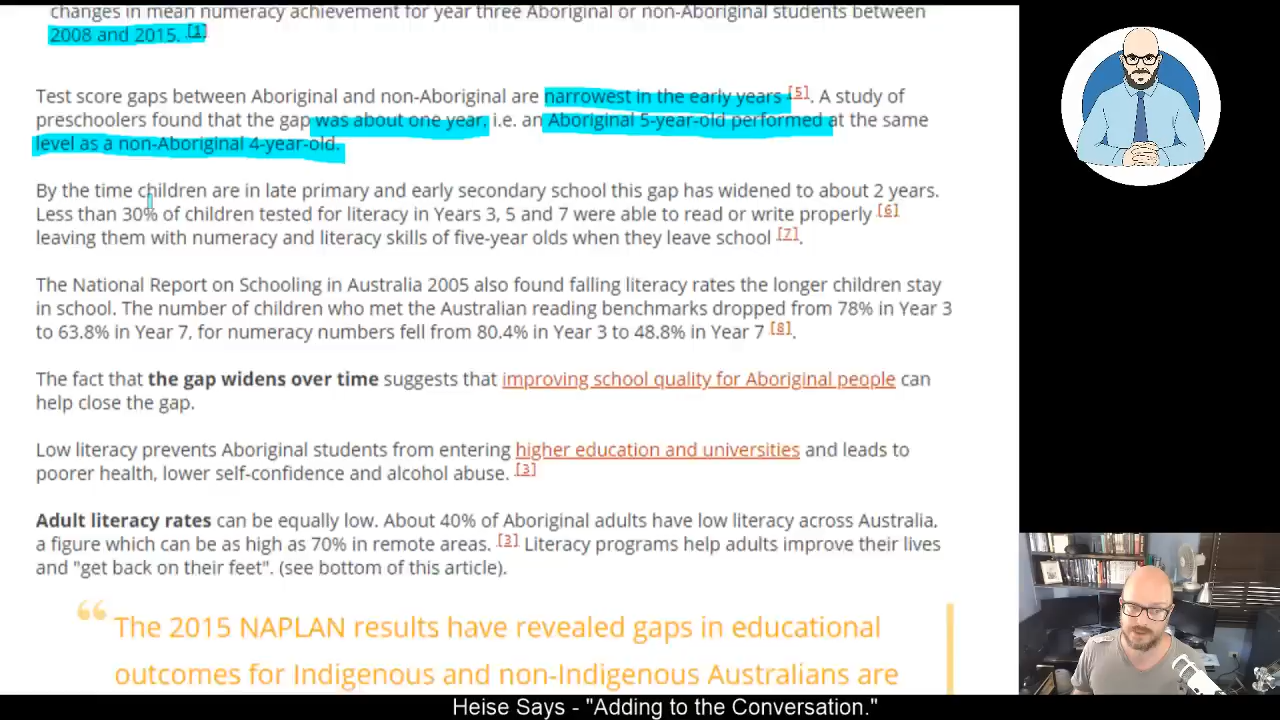 changes in mean numeracy achievement for year three Aboriginal or non-Aboriginal students between
2008 and 2015. [1]
Test score gaps between Aboriginal and non-Aboriginal are narrowest in the early years [5]. A study of
preschoolers found that the gap was about one year, i.e. an Aboriginal 5-year-old performed at the same
level as a non-Aboriginal 4-year-old.
By the time children are in late primary and early secondary school this gap has widened to about 2 years.
Less than 30% of children tested for literacy in Years 3, 5 and 7 were able to read or write properly [6]
leaving them with numeracy and literacy skills of five-year olds when they leave school [7].
The National Report on Schooling in Australia 2005 also found falling literacy rates the longer children stay
in school. The number of children who met the Australian reading benchmarks dropped from 78% in Year 3
to 63.8% in Year 7, for numeracy numbers fell from 80.4% in Year 3 to 48.8% in Year 7 [8].
The fact that the gap widens over time suggests that improving school quality for Aboriginal people can
help close the gap.
Low literacy prevents Aboriginal students from entering higher education and universities and leads to
poorer health, lower self-confidence and alcohol abuse. [3]
Adult literacy rates can be equally low. About 40% of Aboriginal adults have low literacy across Australia,
a figure which can be as high as 70% in remote areas. [3] Literacy programs help adults improve their lives
and "get back on their feet". (see bottom of this article).
“ The 2015 NAPLAN results have revealed gaps in educational
outcomes for Indigenous and non-Indigenous Australians are
Heise Says - "Adding to the Conversation."